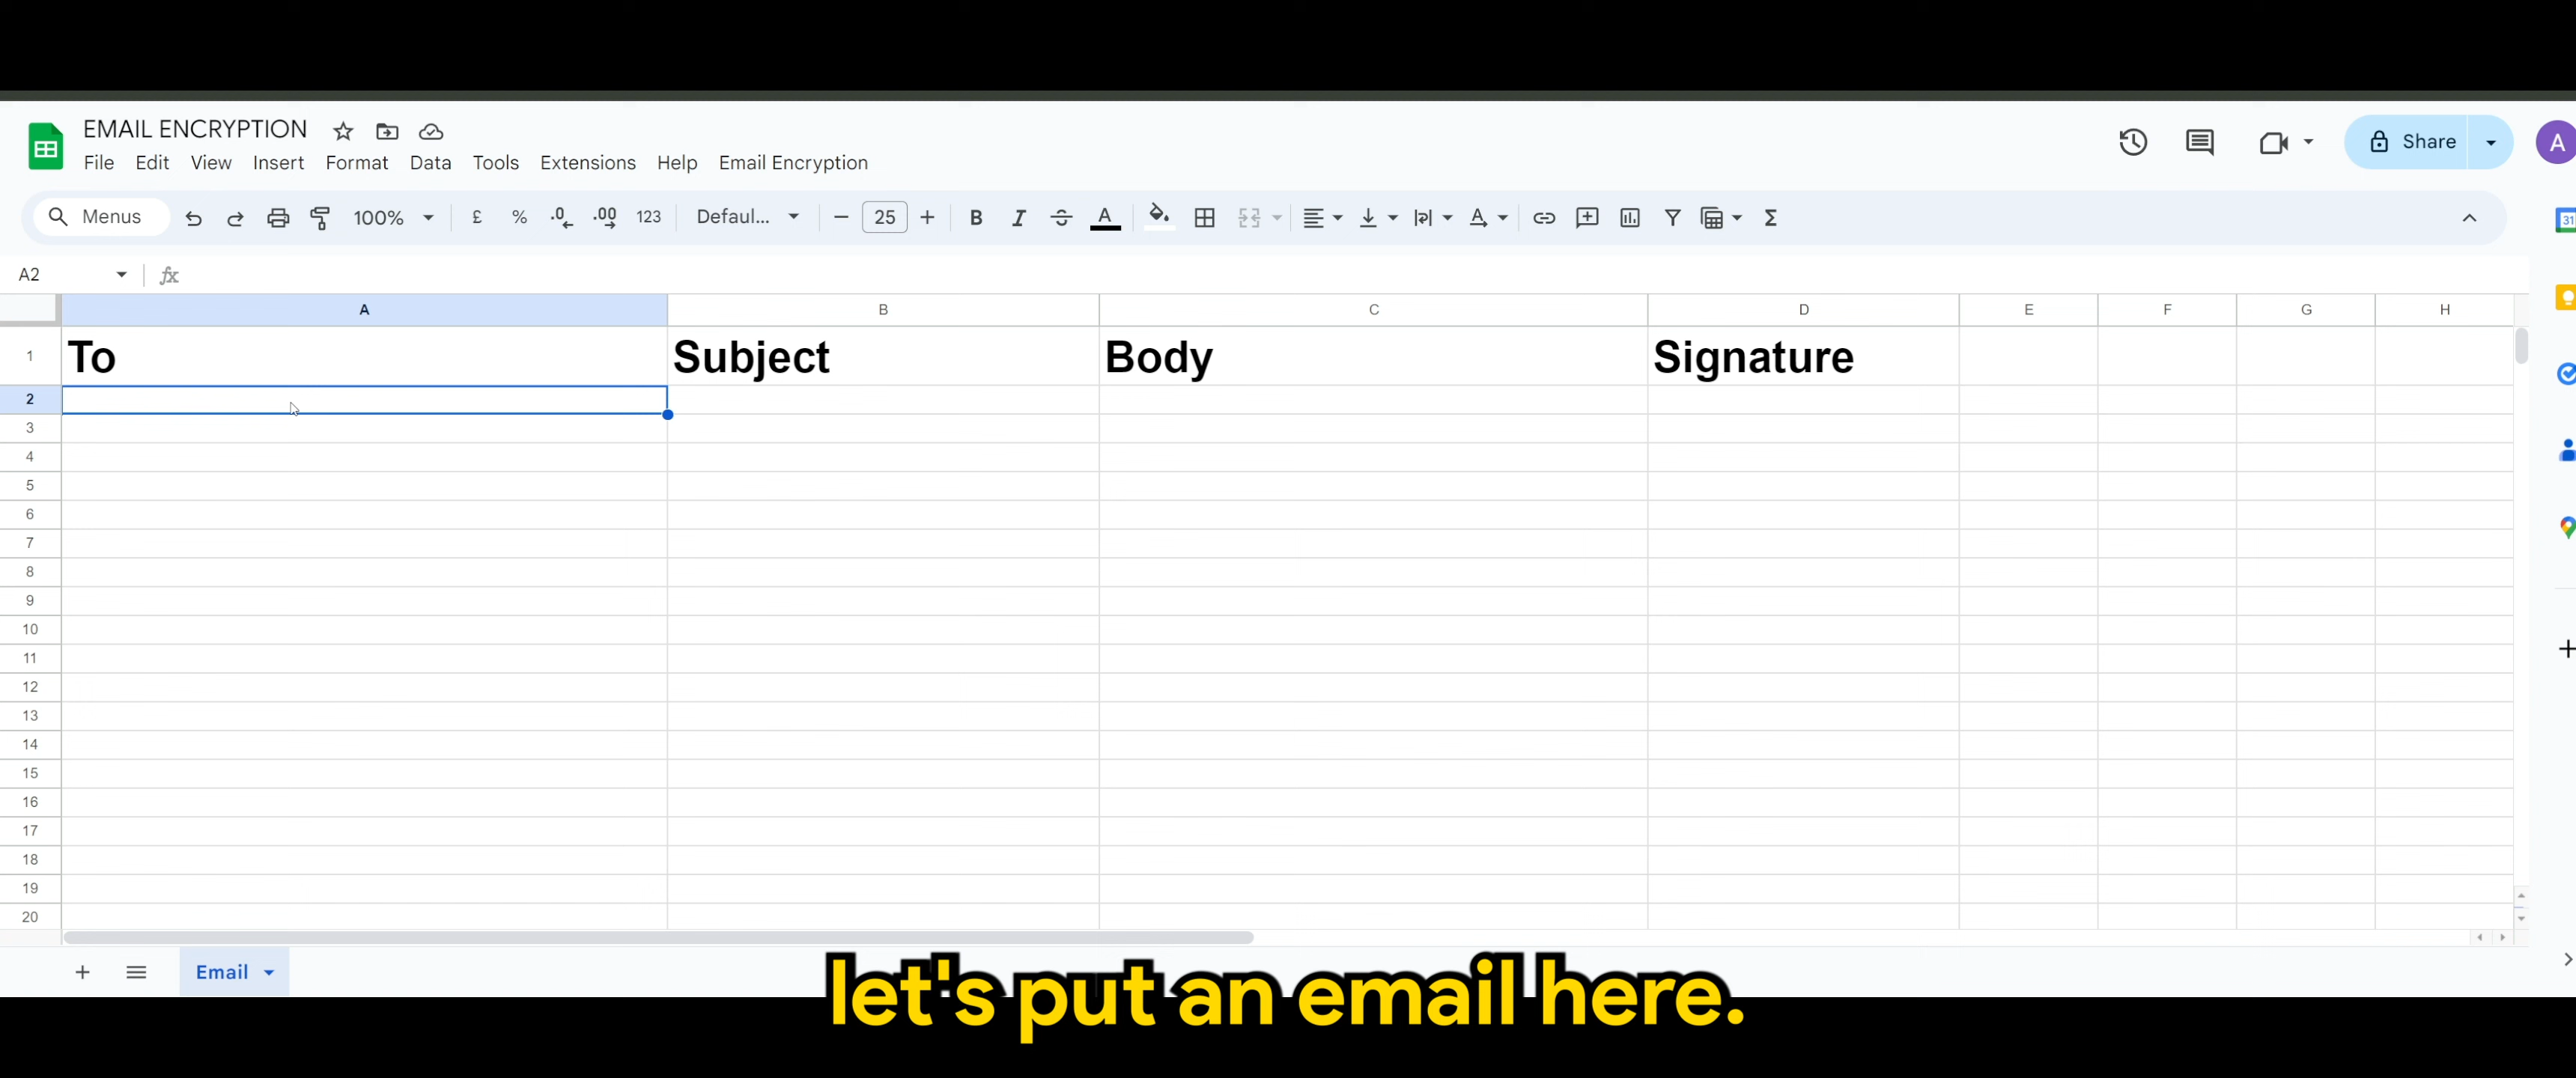 EMAIL ENCRYPTION
File Edit View Insert Format Data Tools Extensions Help Email Encryption
Share
A
Menus 100% £ % .0 .00 123 Defaul... 25 B I A
31
A2 fx
A B C D E F G H
1 To Subject Body Signature
2
3
4
5
6
7
8
9
10
11
12
13
14
15
16
17
18
19
20
Email
let's put an email here.